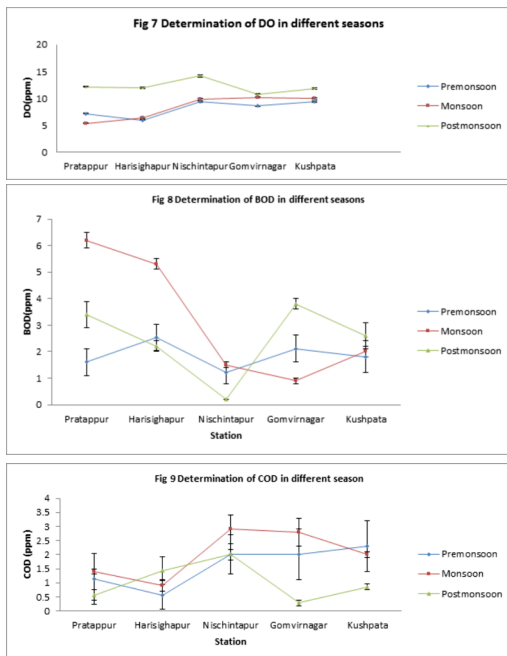 Fig 7 Determination of DO in different seasons
20
15
10
5
0
DO(ppm)
Pratappur Harisighapur Nischintapur Gomvirnagar Kushpata
Premonsoon
Monsoon
Postmonsoon
Fig 8 Determination of BOD in different seasons
7
6
5
4
3
2
1
0
BOD(ppm)
Pratappur Harisighapur Nischintapur Gomvirnagar Kushpata
Station
Premonsoon
Monsoon
Postmonsoon
Fig 9 Determination of COD in different season
4
3.5
3
2.5
2
1.5
1
0.5
0
COD (ppm)
Pratappur Harisighapur Nischintapur Gomvirnagar Kushpata
Station
Premonsoon
Monsoon
Postmonsoon